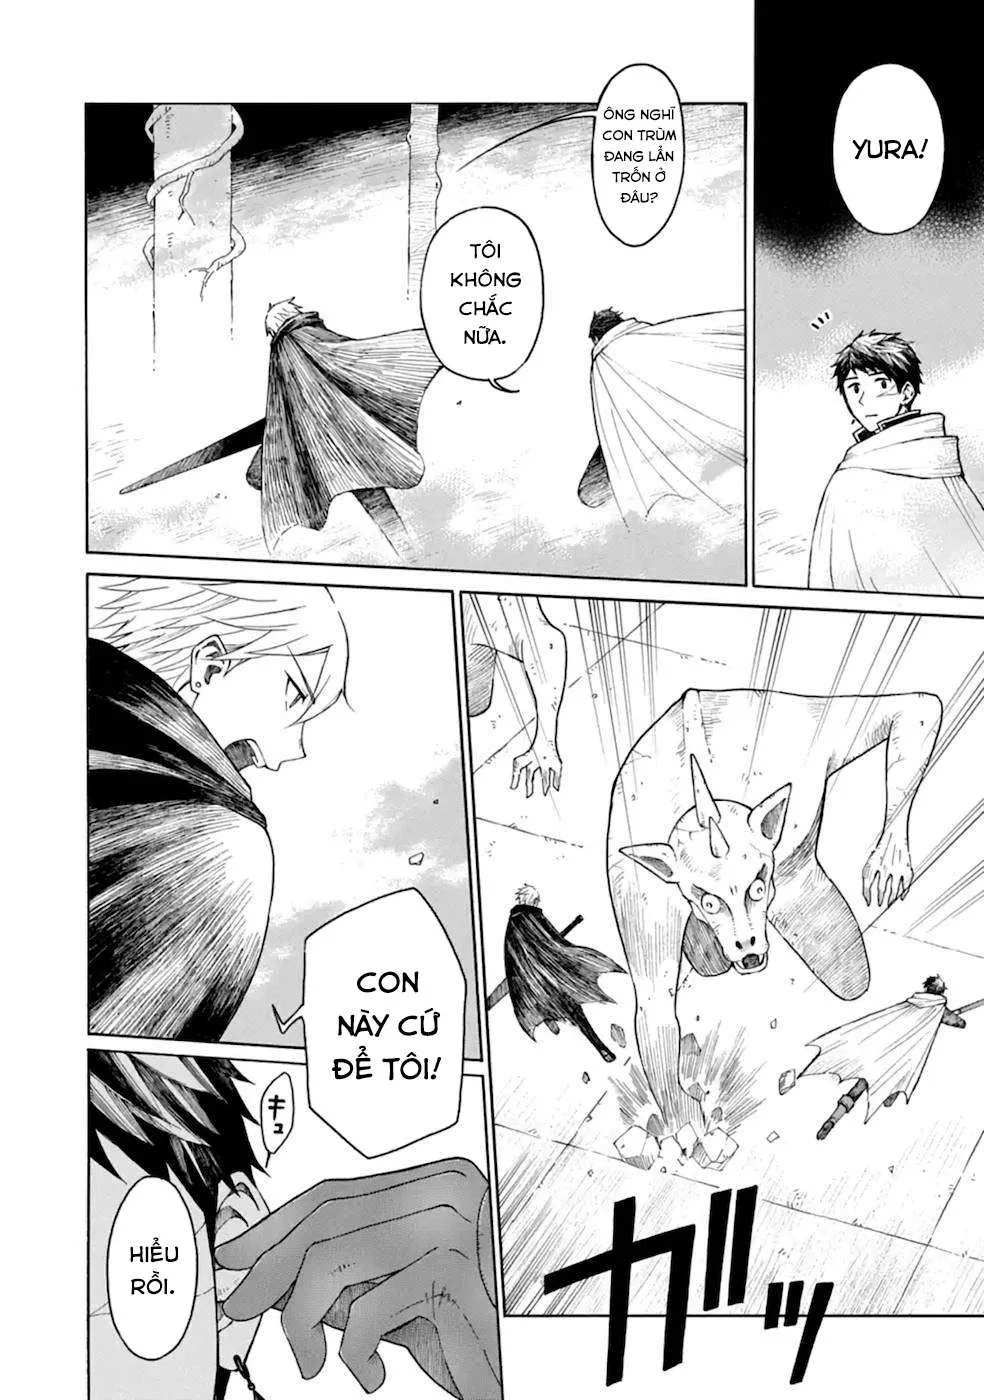 YURA!
ÔNG NGHĨ
CON TRÙM
ĐANG LẨN
TRỐN Ở
ĐÂU?
TÔI
KHÔNG
CHẮC
NỮA.
ガッ
CON
NÀY CỨ
ĐỂ TÔI!
キュ
HIỂU
RỒI.